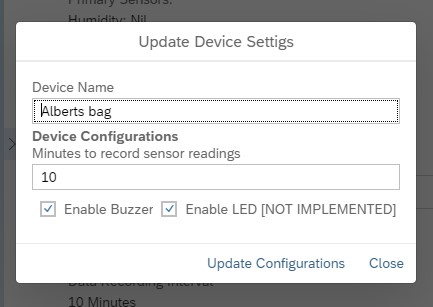 Primary Sensors:
Humidity: Nil
Update Device Settigs
Device Name
Alberts bag
Device Configurations
Minutes to record sensor readings
10
Enable Buzzer Enable LED [NOT IMPLEMENTED]
Update Configurations Close
Data Recording Interval
10 Minutes